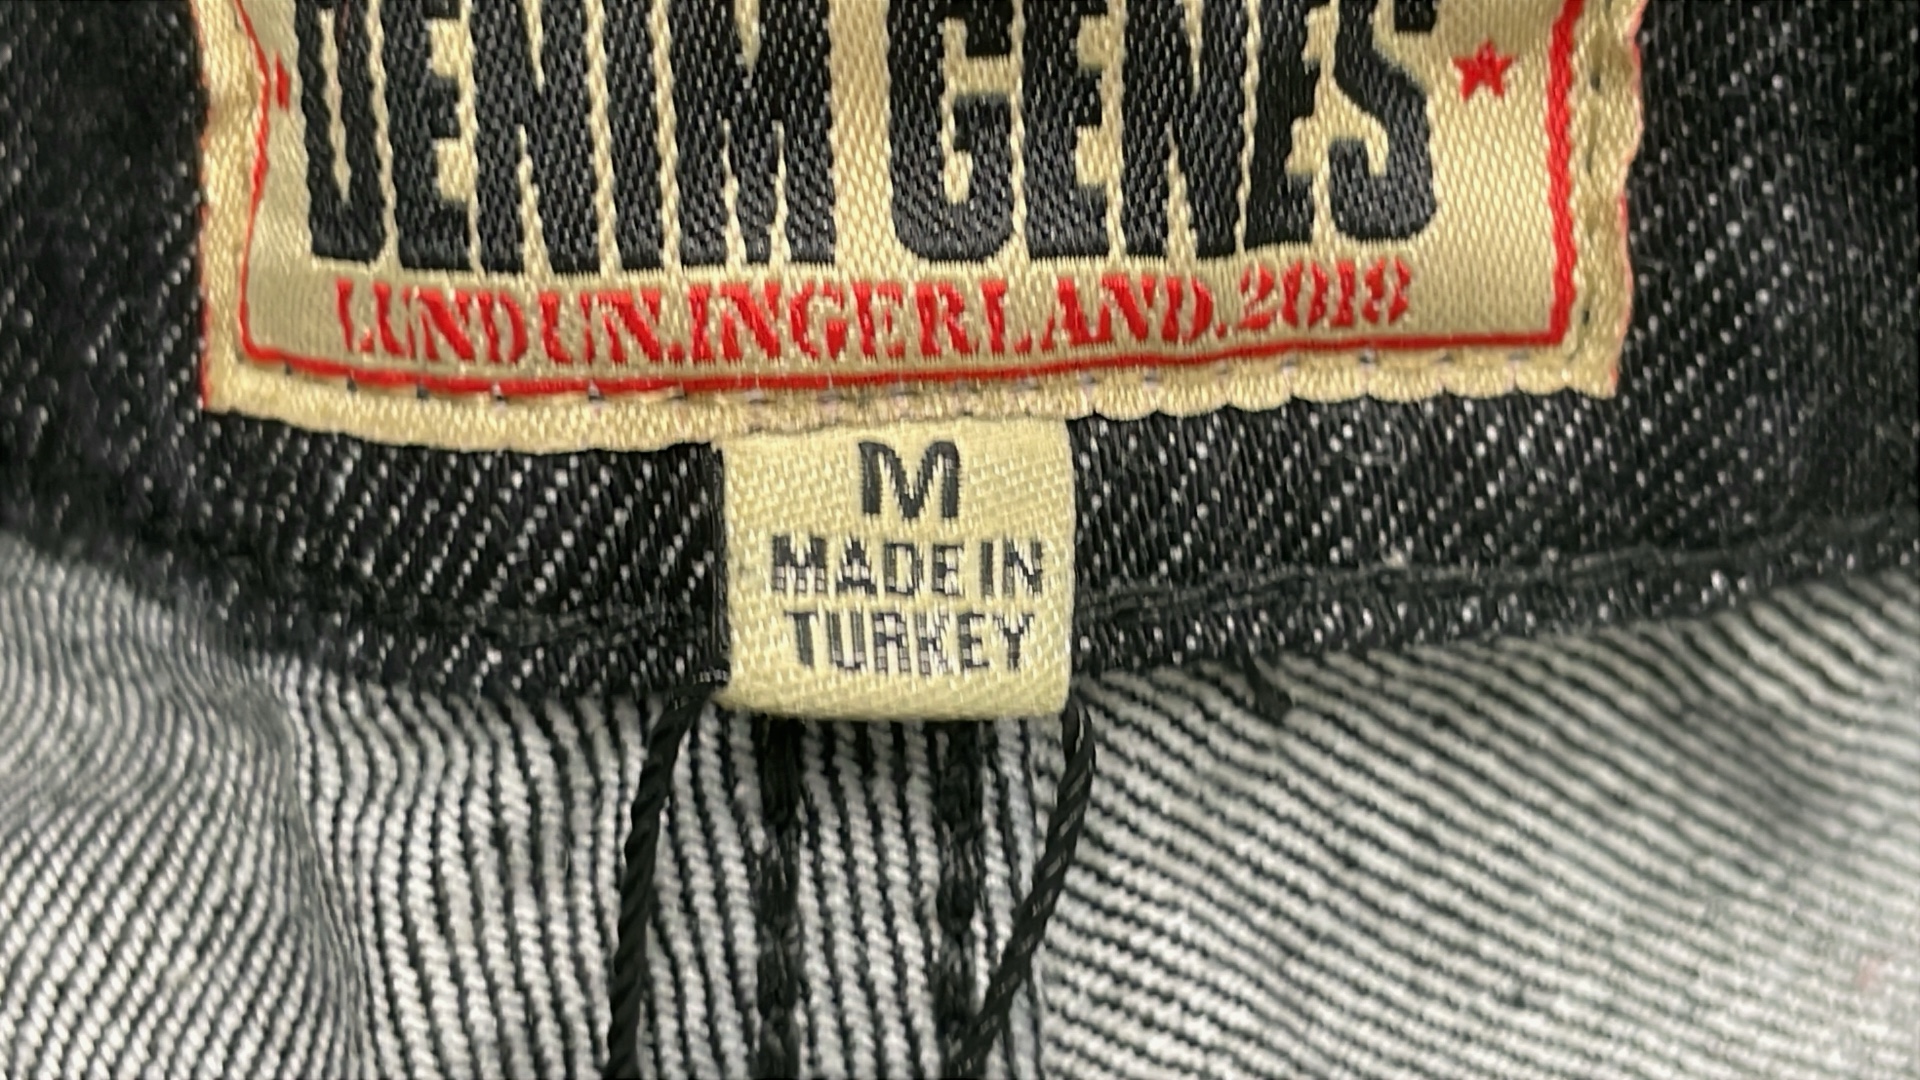 DENIM GENES
LUNDUN.INGERLAND.2018
M
MADE IN
TURKEY